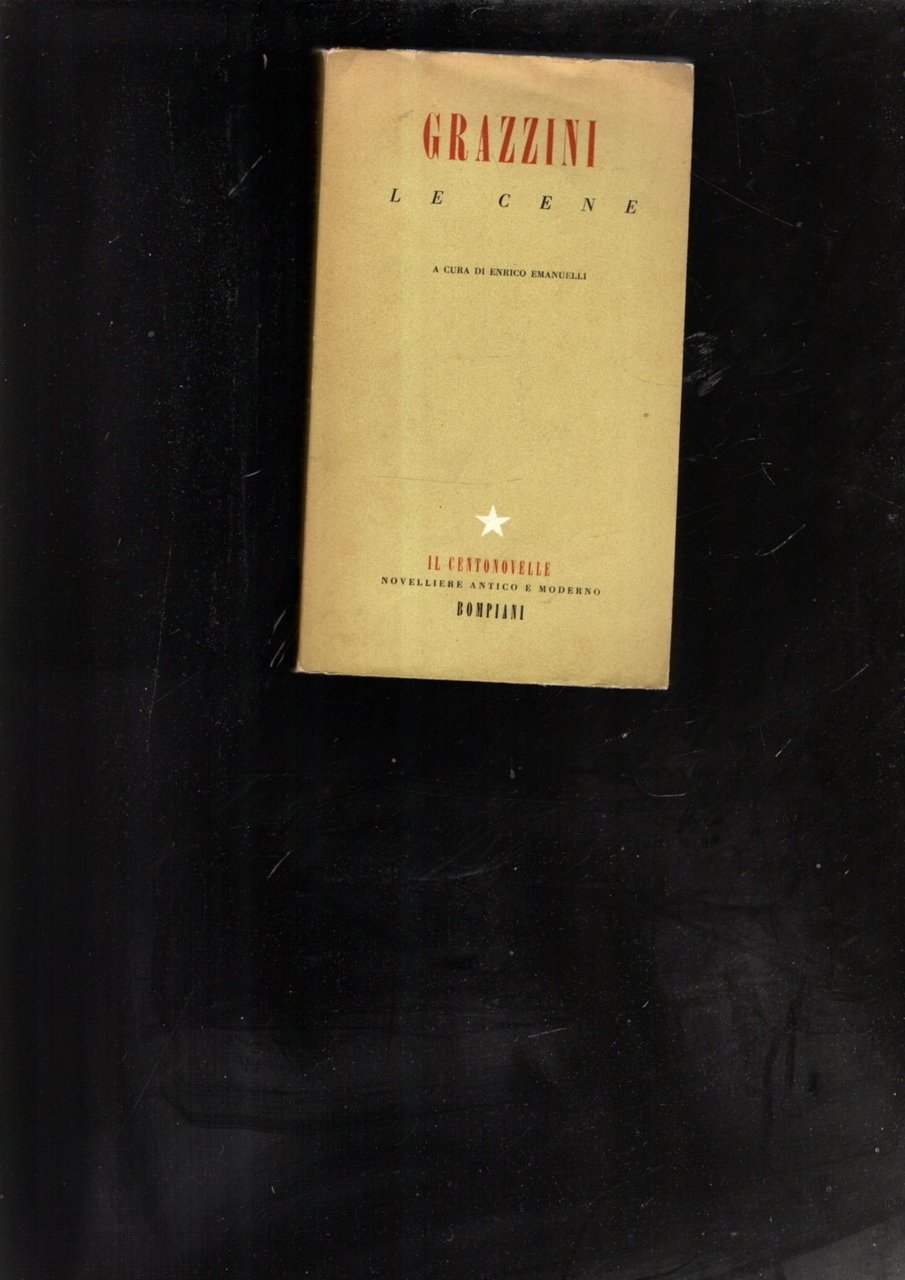 GRAZZINI
LE CENE
A CURA DI ENRICO EMANUELLI
IL CENTONOVELLE
NOVELLIERE ANTICO E MODERNO
BOMPIANI